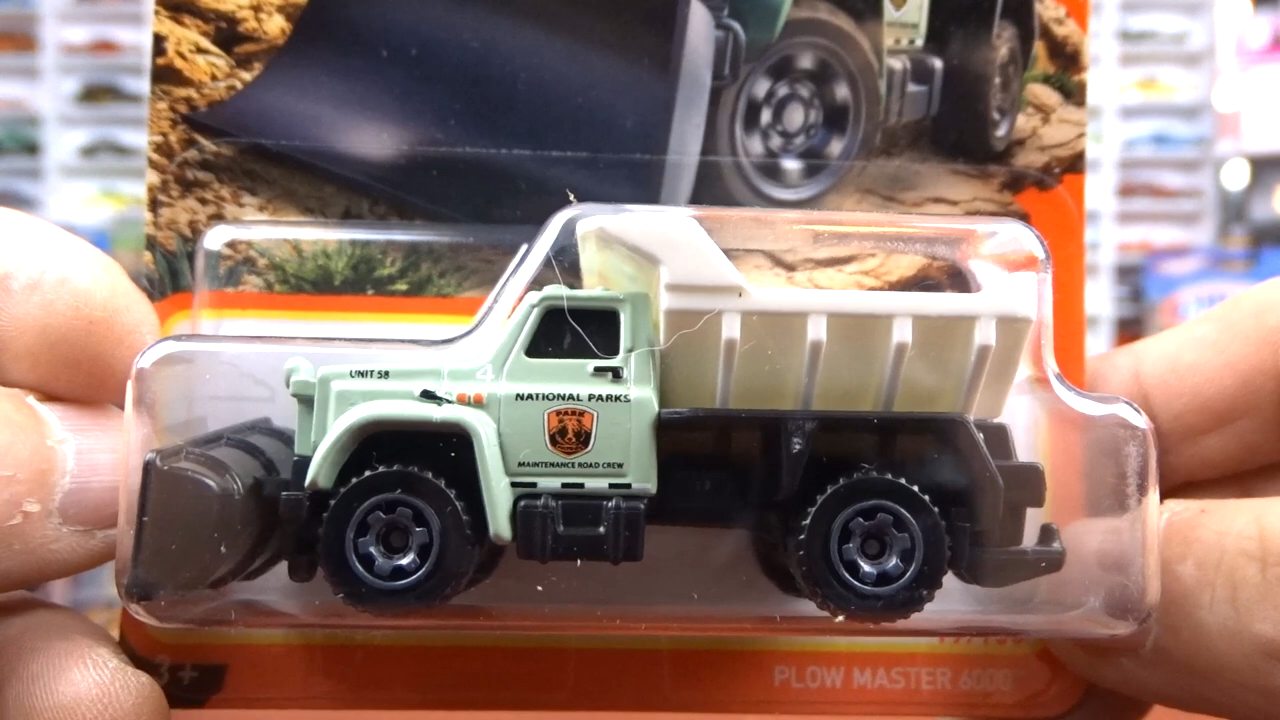 UNIT 58
4
NATIONAL PARKS
PARK
MAINTENANCE ROAD CREW
3+
PLOW MASTER 6000